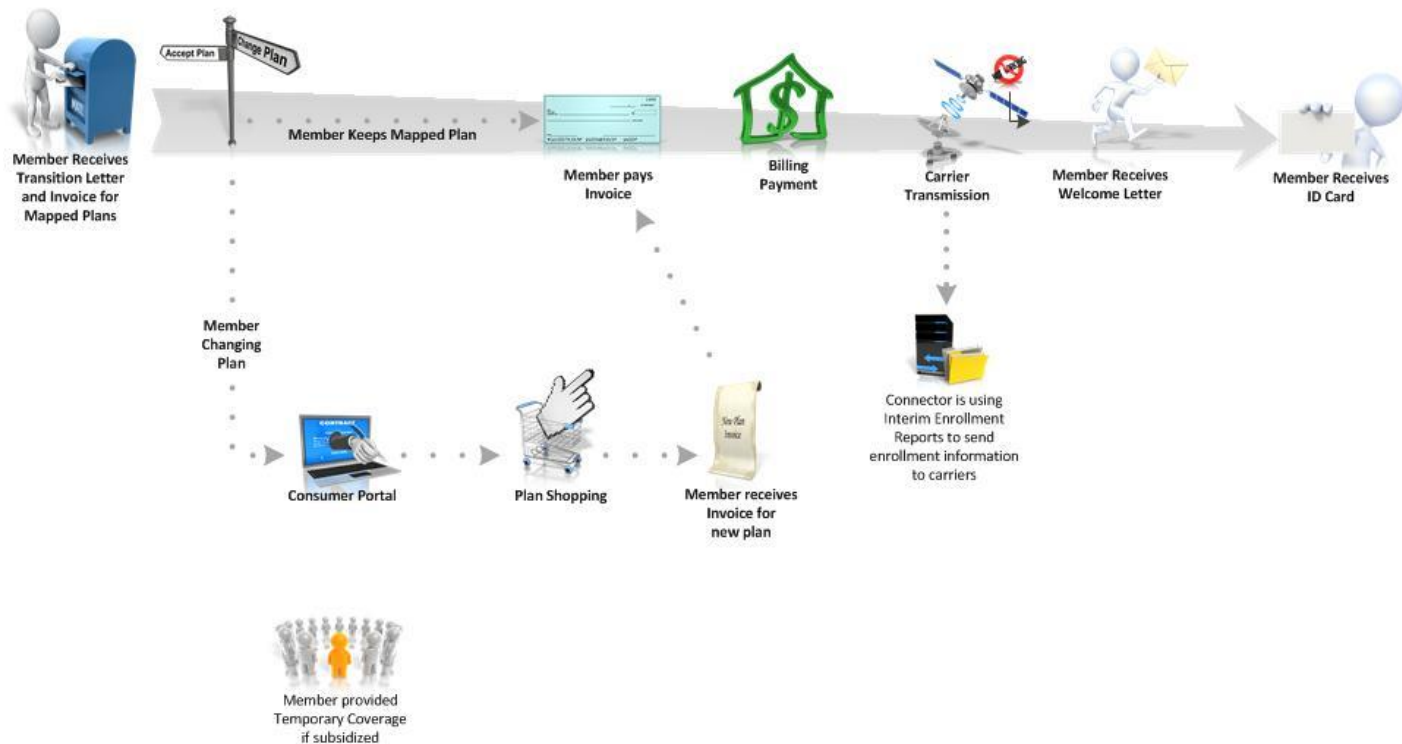 Accept Plan
Change Plan
Member Keeps Mapped Plan
Member Receives
Transition Letter
and Invoice for
Mapped Plans
Member pays
Invoice
Billing
Payment
Carrier
Transmission
Member Receives
Welcome Letter
Member Receives
ID Card
Member
Changing
Plan
CONTRACT
Consumer Portal
Plan Shopping
New Plan
Invoice
Member receives
Invoice for
new plan
Connector is using
Interim Enrollment
Reports to send
enrollment information
to carriers
Member provided
Temporary Coverage
if subsidized